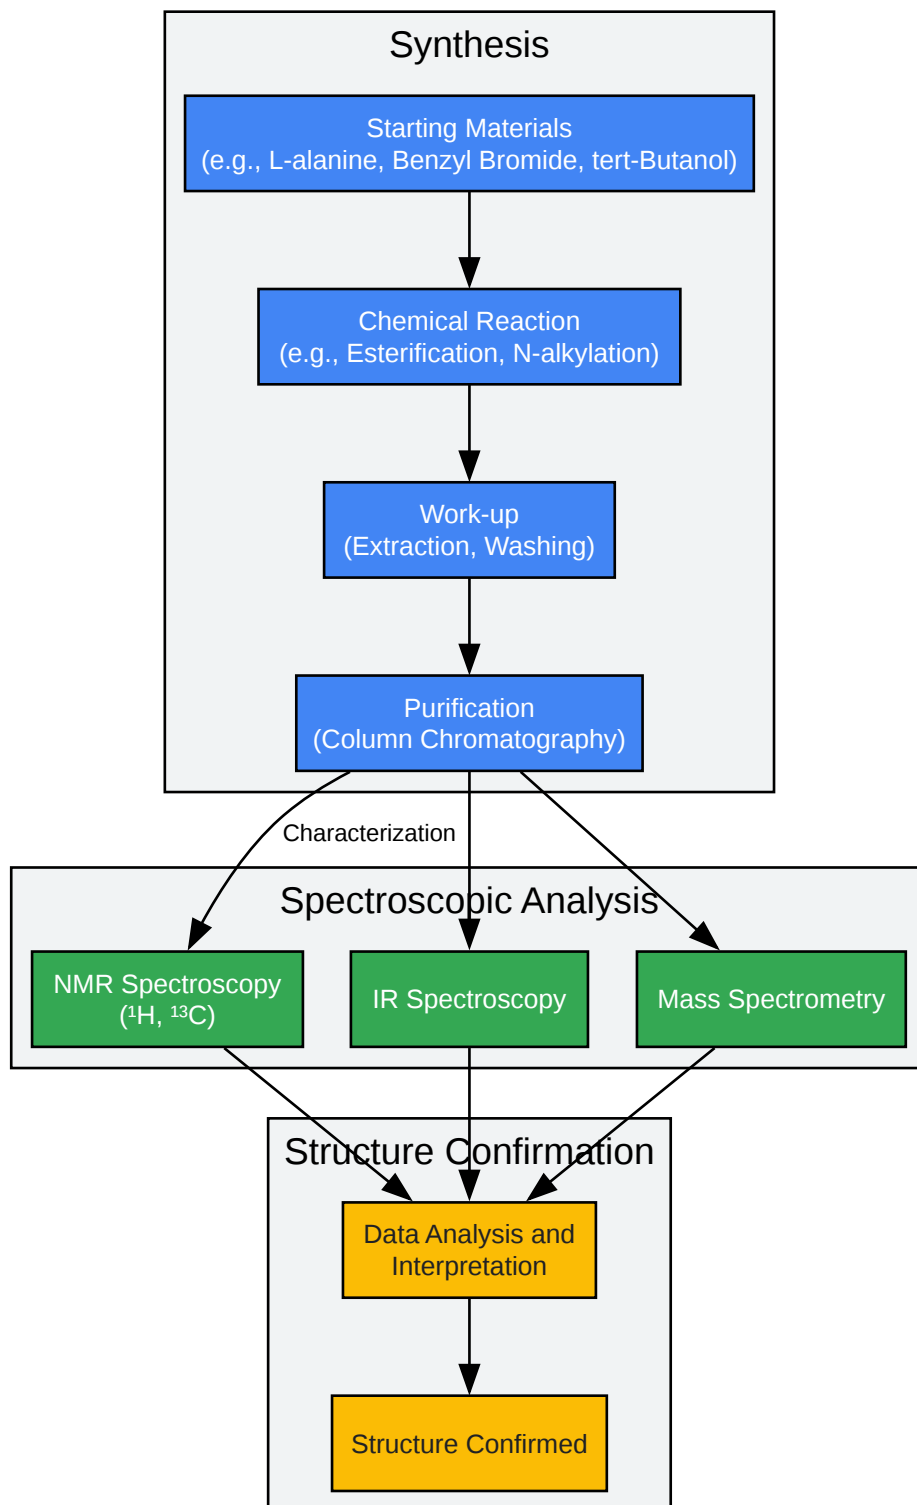 Synthesis
Starting Materials
(e.g., L-alanine, Benzyl Bromide, tert-Butanol)
Chemical Reaction
(e.g., Esterification, N-alkylation)
Work-up
(Extraction, Washing)
Purification
(Column Chromatography)
Characterization
Spectroscopic Analysis
NMR Spectroscopy
(¹H, ¹³C)
IR Spectroscopy
Mass Spectrometry
Structure Confirmation
Data Analysis and
Interpretation
Structure Confirmed